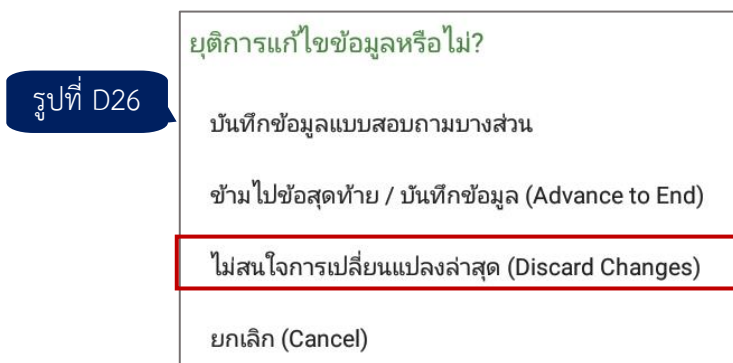 ยุติการแก้ไขข้อมูลหรือไม่?
รูปที่ D26
บันทึกข้อมูลแบบสอบถามบางส่วน
ข้ามไปข้อสุดท้าย / บันทึกข้อมูล (Advance to End)
ไม่สนใจการเปลี่ยนแปลงล่าสุด (Discard Changes)
ยกเลิก (Cancel)